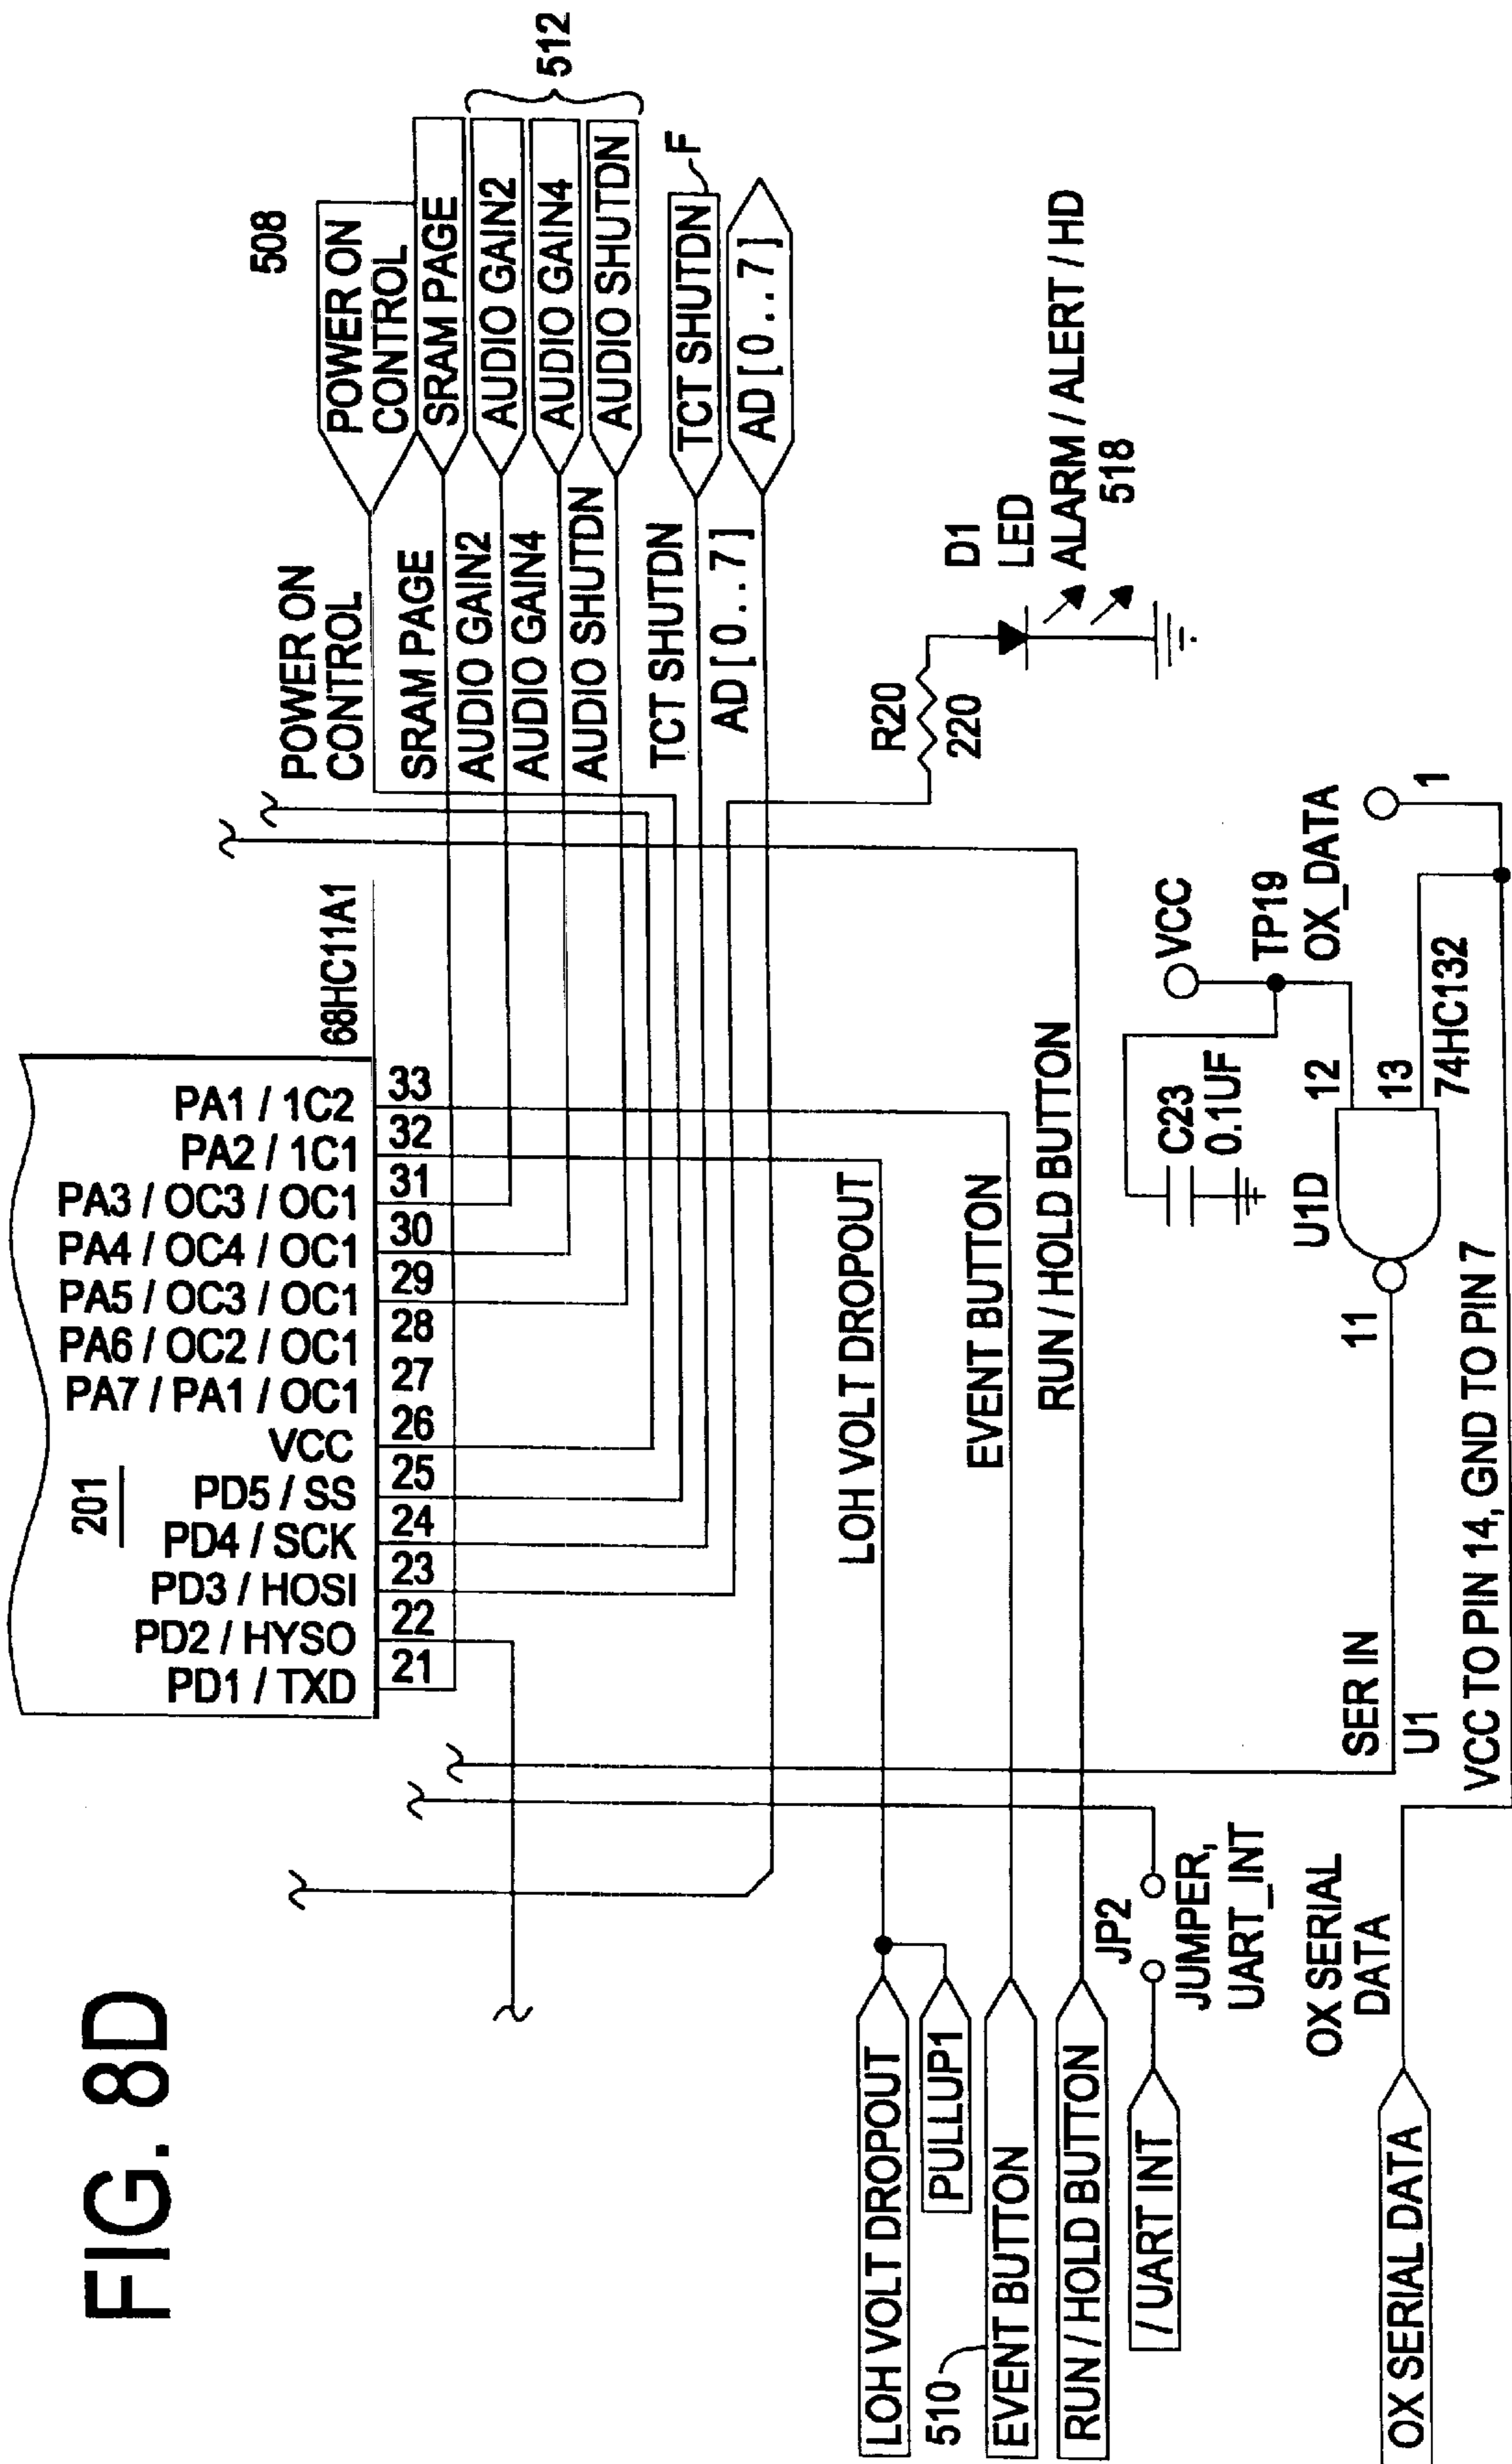 FIG. 8D
201
PD1 / TXD
PD2 / HYSO
PD3 / HOSI
PD4 / SCK
PD5 / SS
VCC
PA7 / PA1 / OC1
PA6 / OC2 / OC1
PA5 / OC3 / OC1
PA4 / OC4 / OC1
PA3 / OC3 / OC1
PA2 / 1C1
PA1 / 1C2
21
22
23
24
25
26
27
28
29
30
31
32
33
68HC11A1
POWER ON
CONTROL
SRAM PAGE
AUDIO GAIN2
AUDIO GAIN4
AUDIO SHUTDN
TCT SHUTDN
AD [ 0 . . 7 ]
508
POWER ON
CONTROL
SRAM PAGE
AUDIO GAIN2
AUDIO GAIN4
AUDIO SHUTDN
512
TCT SHUTDN
F
AD [ 0 . . 7 ]
R20
220
D1
LED
ALARM / ALERT / HD
518
LOH VOLT DROPOUT
LOH VOLT DROPOUT
PULLUP1
510
EVENT BUTTON
EVENT BUTTON
RUN / HOLD BUTTON
RUN / HOLD BUTTON
/ UART INT
JP2
JUMPER,
UART_INT
C23
0.1UF
VCC
TP19
OX_DATA
1
U1D
12
13
11
74HC132
SER IN
U1
VCC TO PIN 14, GND TO PIN 7
OX SERIAL
DATA
OX SERIAL DATA